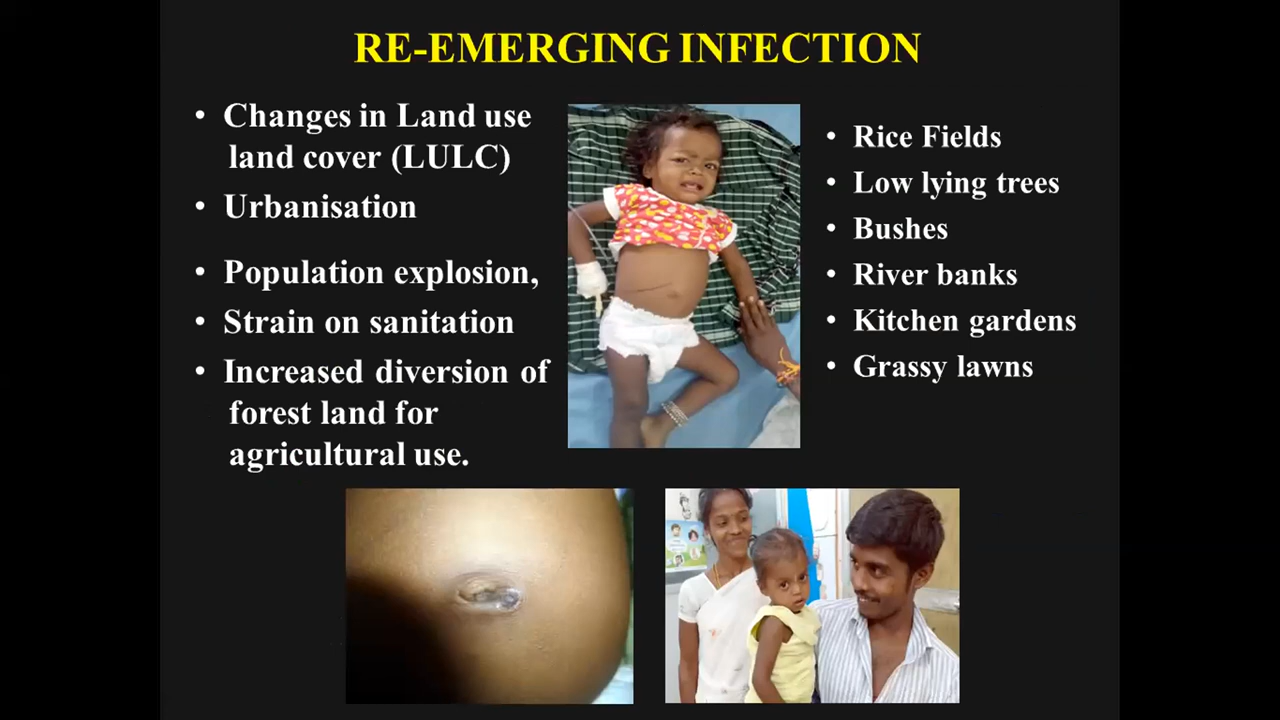 RE-EMERGING INFECTION
• Changes in Land use
land cover (LULC)
• Urbanisation
• Population explosion,
• Strain on sanitation
• Increased diversion of
forest land for
agricultural use.
• Rice Fields
• Low lying trees
• Bushes
• River banks
• Kitchen gardens
• Grassy lawns